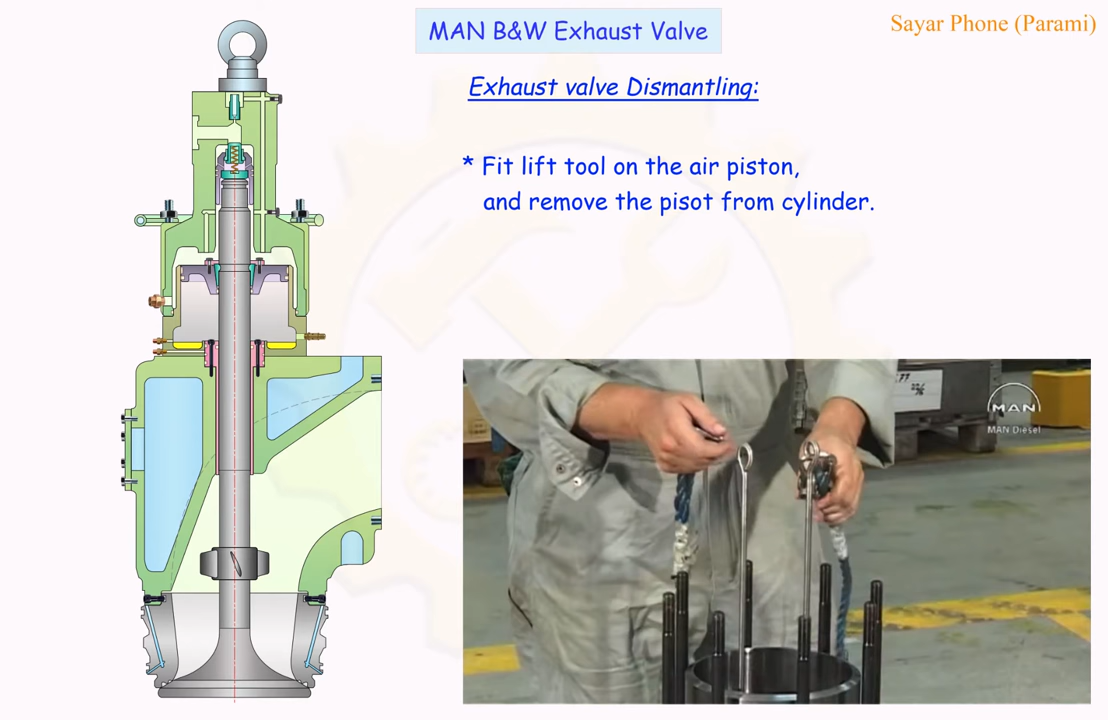 MAN B&W Exhaust Valve
Sayar Phone (Parami)
Exhaust valve Dismantling:
* Fit lift tool on the air piston,
and remove the pisot from cylinder.
MAN
MAN Diesel